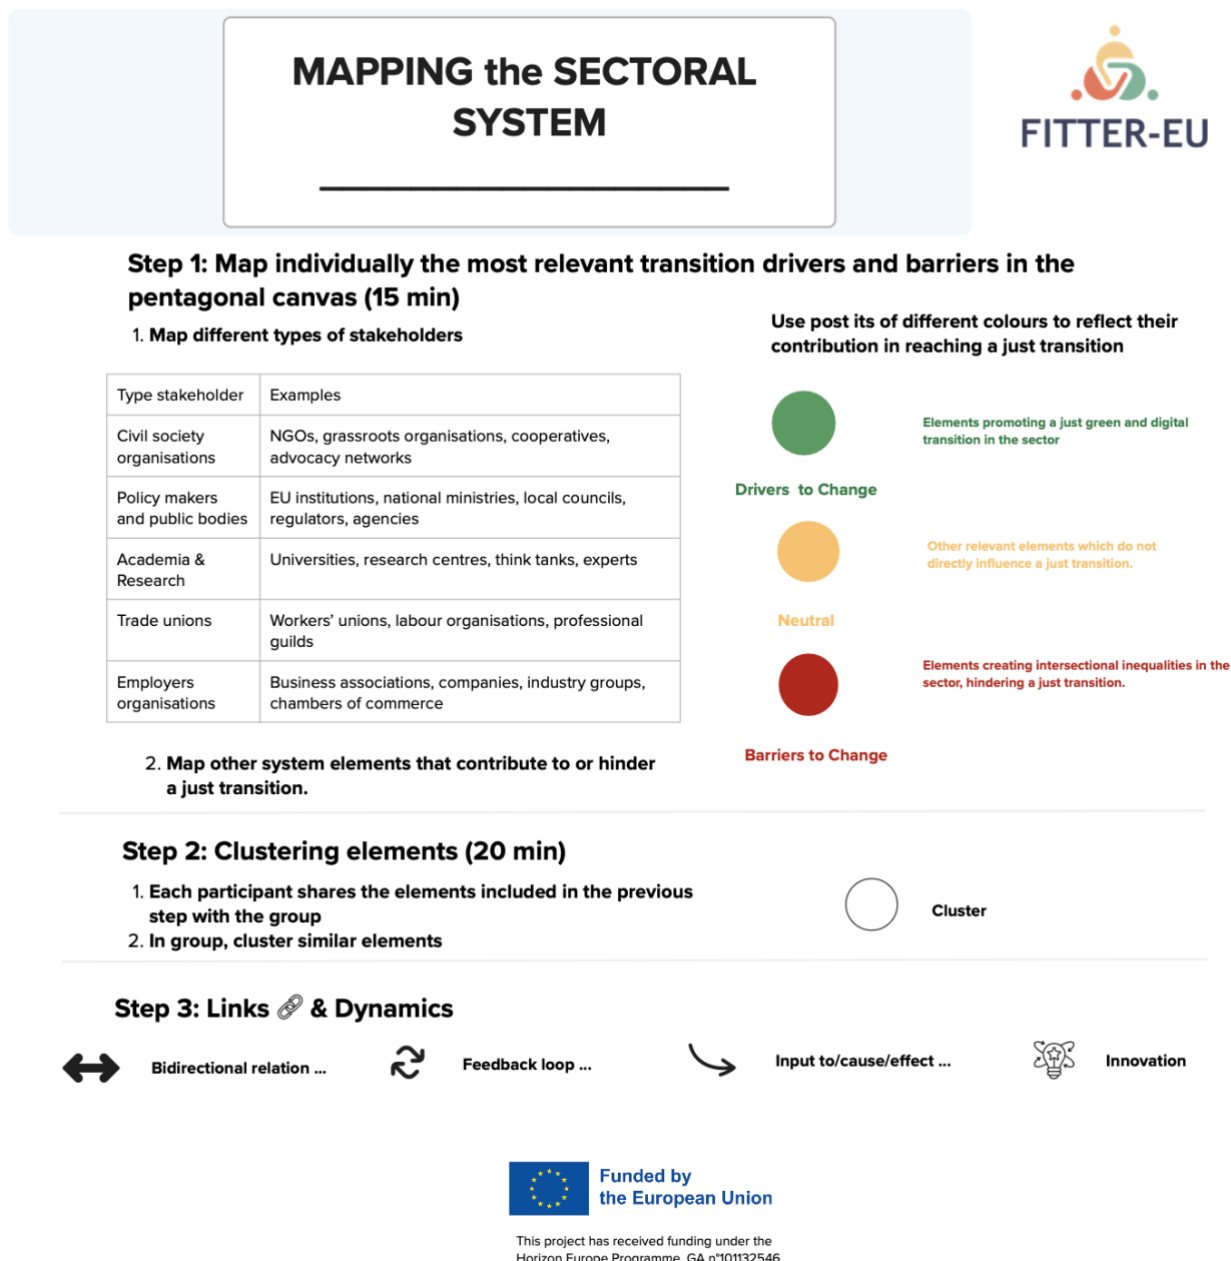 MAPPING the SECTORAL
SYSTEM
FITTER-EU
Step 1: Map individually the most relevant transition drivers and barriers in the
pentagonal canvas (15 min)
1. Map different types of stakeholders
Use post its of different colours to reflect their
contribution in reaching a just transition
Type stakeholder Examples
Civil society
organisations
NGOs, grassroots organisations, cooperatives,
advocacy networks
Policy makers
and public bodies
EU institutions, national ministries, local councils,
regulators, agencies
Academia &
Research
Universities, research centres, think tanks, experts
Trade unions
Workers' unions, labour organisations, professional
guilds
Employers
organisations
Business associations, companies, industry groups,
chambers of commerce
Elements promoting a just green and digital
transition in the sector
Drivers to Change
Other relevant elements which do not
directly influence a just transition.
Neutral
Elements creating intersectional inequalities in the
sector, hindering a just transition.
Barriers to Change
2. Map other system elements that contribute to or hinder
a just transition.
Step 2: Clustering elements (20 min)
1. Each participant shares the elements included in the previous
step with the group
2. In group, cluster similar elements
Cluster
Step 3: Links & Dynamics
Bidirectional relation ...
Feedback loop ...
Input to/cause/effect ...
Innovation
Funded by
the European Union
This project has received funding under the
Horizon Europe Programme, GA n°101132546